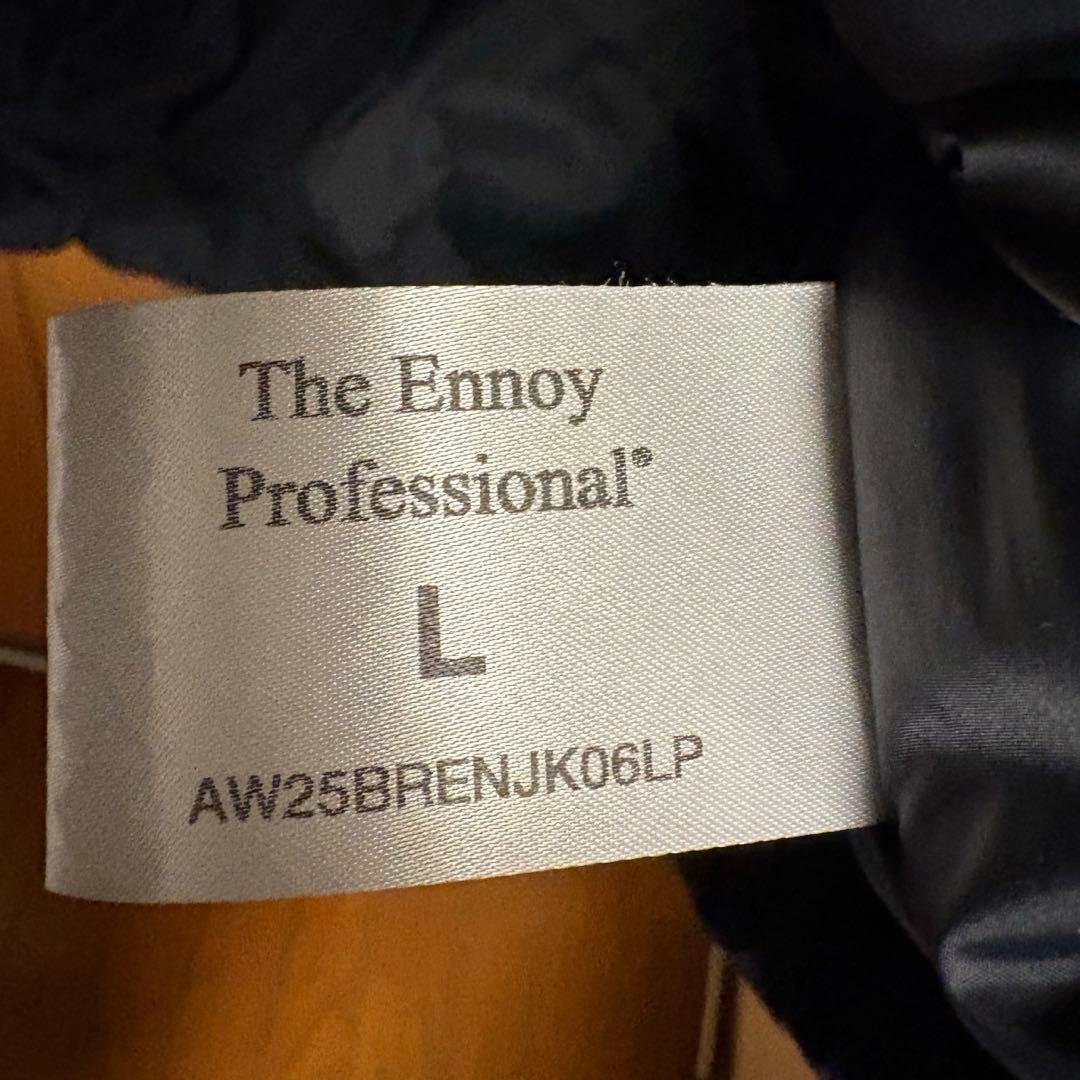 The Ennoy
Professional®
L
AW25BRENJK06LP